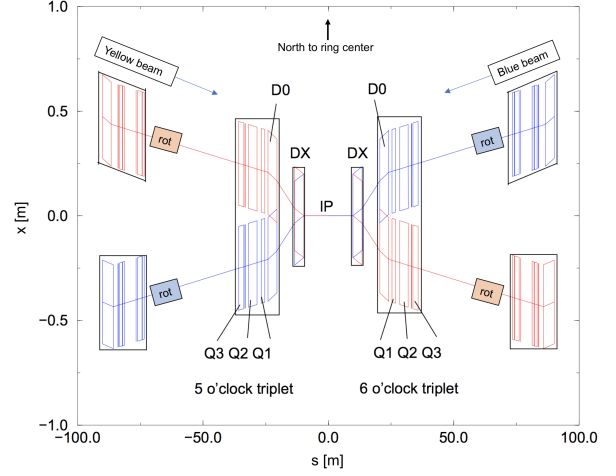 1.0
North to ring center
Yellow beam
Blue beam
0.5
D0
D0
rot
rot
DX
DX
IP
x [m]
0.0
rot
rot
Q3 Q2 Q1
Q1 Q2 Q3
−0.5
5 o'clock triplet
6 o'clock triplet
−1.0
−100.0
−50.0
0.0
50.0
100.0
s [m]